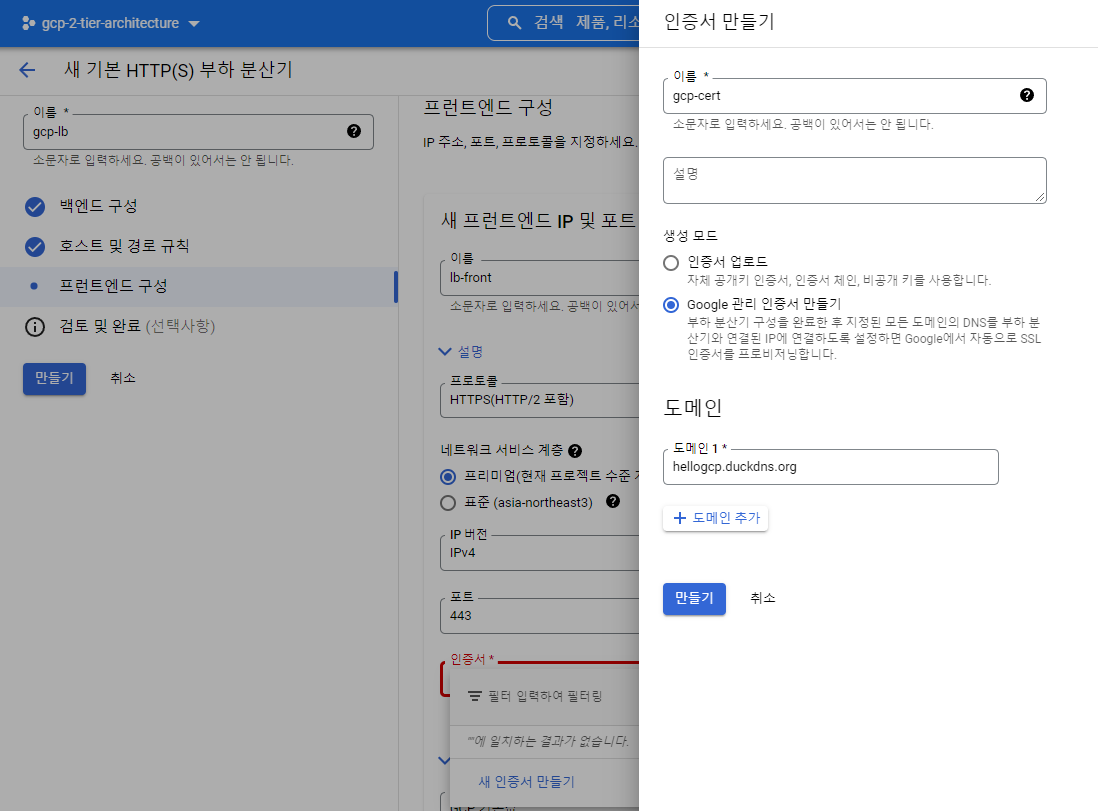 gcp-2-tier-architecture
검색 제품, 리소
새 기본 HTTP(S) 부하 분산기
이름 *
gcp-lb
소문자로 입력하세요. 공백이 있어서는 안 됩니다.
백엔드 구성
호스트 및 경로 규칙
프런트엔드 구성
검토 및 완료 (선택사항)
만들기
취소
프런트엔드 구성
IP 주소, 포트, 프로토콜을 지정하세요.
새 프런트엔드 IP 및 포트
이름
lb-front
소문자로 입력하세요. 공백이 있어서
설명
프로토콜
HTTPS(HTTP/2 포함)
네트워크 서비스 계층
프리미엄(현재 프로젝트 수준
표준 (asia-northeast3)
IP 버전
IPv4
포트
443
인증서 *
필터 입력하여 필터링
""에 일치하는 결과가 없습니다.
새 인증서 만들기
인증서 만들기
이름 *
gcp-cert
소문자로 입력하세요. 공백이 있어서는 안 됩니다.
설명
생성 모드
인증서 업로드
자체 공개키 인증서, 인증서 체인, 비공개 키를 사용합니다.
Google 관리 인증서 만들기
부하 분산기 구성을 완료한 후 지정된 모든 도메인의 DNS를 부하 분
산기와 연결된 IP에 연결하도록 설정하면 Google에서 자동으로 SSL
인증서를 프로비저닝합니다.
도메인
도메인 1 *
hellogcp.duckdns.org
도메인 추가
만들기
취소